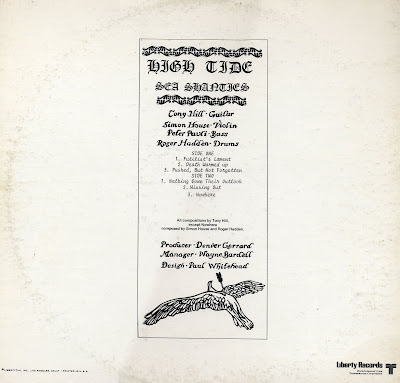 HIGH TIDE
SEA SHANTIES
Tony Hill · Guitar
Simon House · Violin
Peter Pavli · Bass
Roger Hadden · Drums
SIDE ONE
1. Futilist's Lament
2. Death Warmed up
3. Pushed, But Not Forgotten
SIDE TWO
1. Walking Down Their Outlook
2. Missing Out
3. Nowhere
All compositions by Tony Hill,
except Nowhere
composed by Simon House and Roger Hadden.
Producer · Denver Gerrard
Manager · Wayne Bardell
Design · Paul Whitehead
Liberty Records